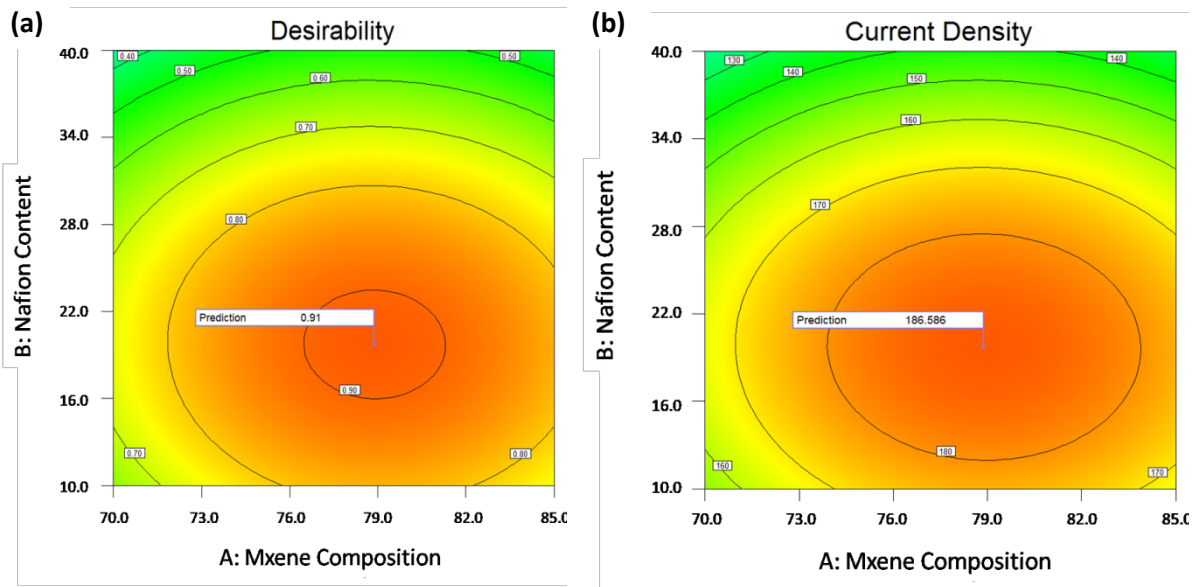 (a)
Desirability
B: Nafion Content
40.0
34.0
28.0
22.0
16.0
10.0
0.40
0.50
0.50
0.60
0.70
0.80
Prediction 0.91
0.90
0.70
0.80
70.0 73.0 76.0 79.0 82.0 85.0
A: Mxene Composition
(b)
Current Density
B: Nafion Content
40.0
34.0
28.0
22.0
16.0
10.0
130
140
140
150
160
170
Prediction 186.586
180
160
170
70.0 73.0 76.0 79.0 82.0 85.0
A: Mxene Composition